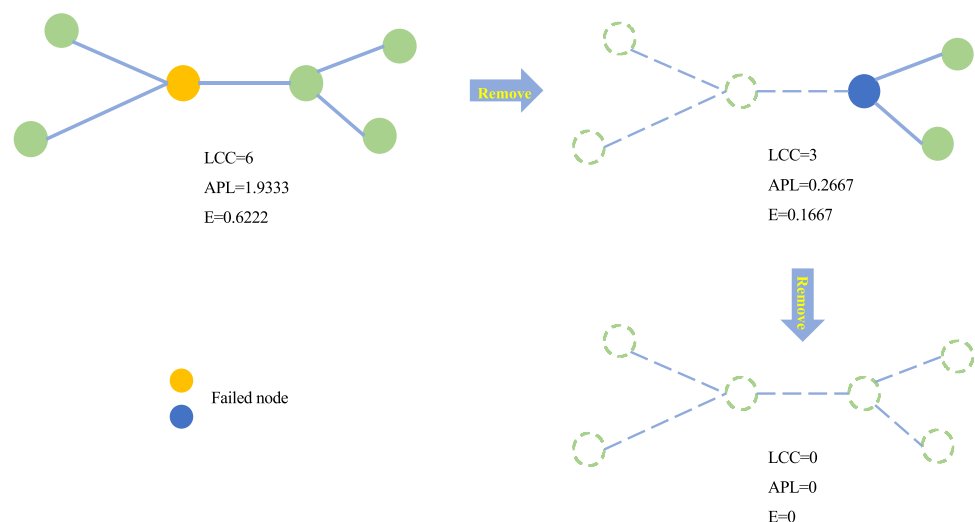 Remove
LCC=6
APL=1.9333
E=0.6222
LCC=3
APL=0.2667
E=0.1667
Remove
Failed node
LCC=0
APL=0
E=0